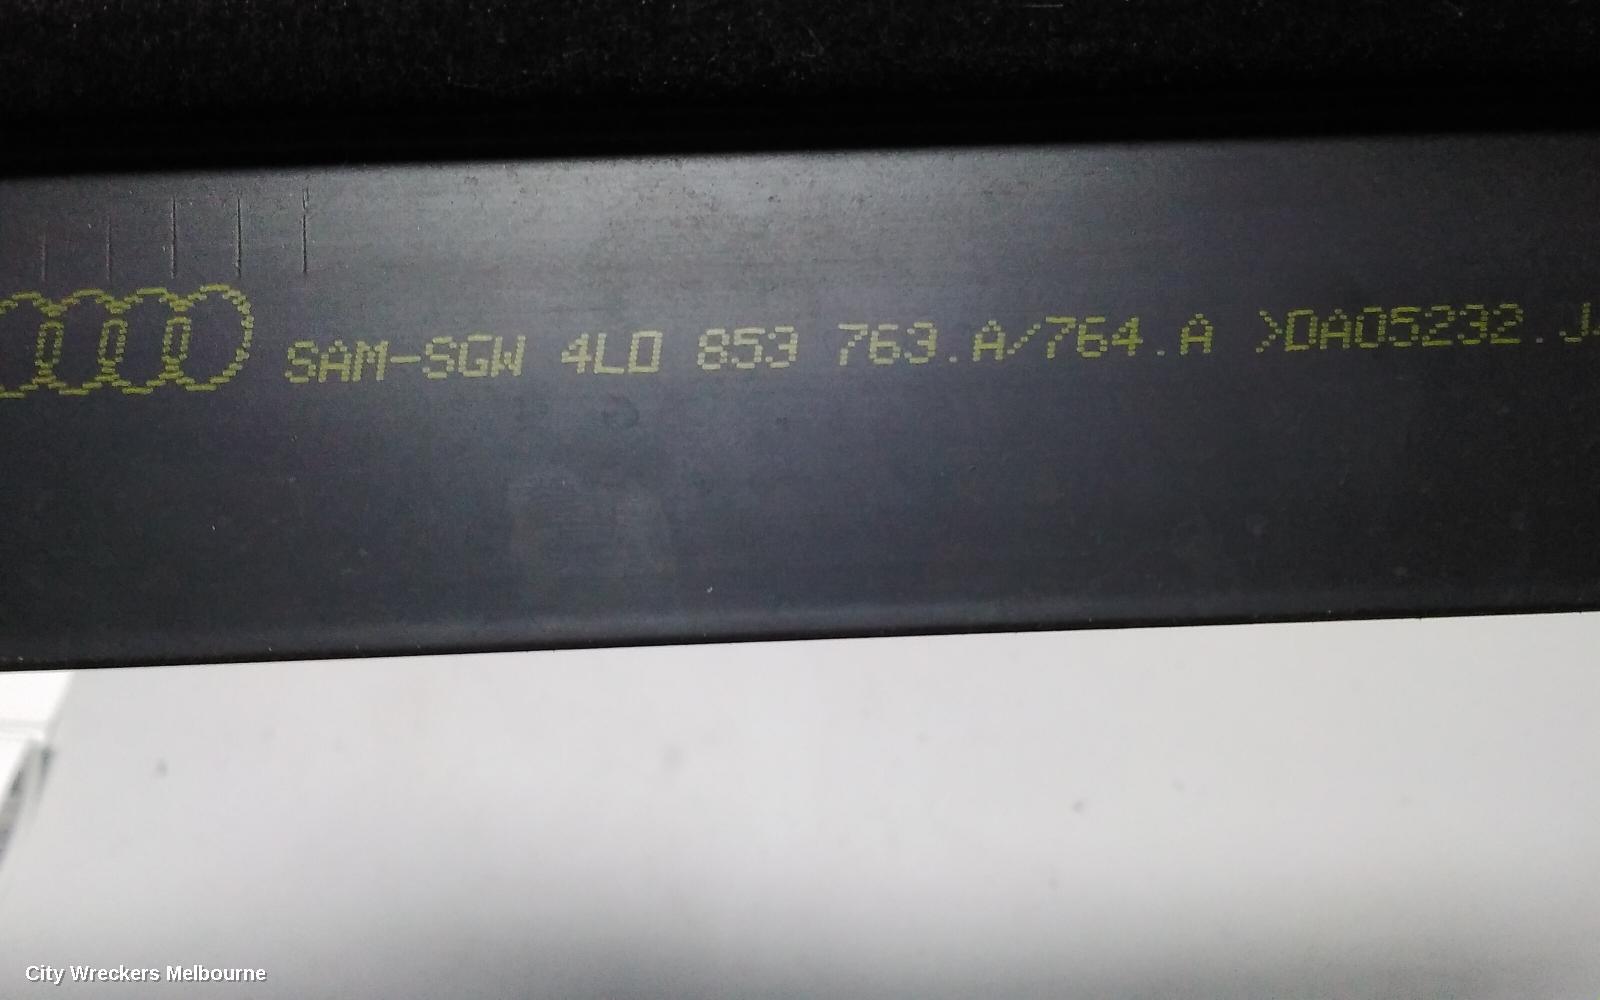 SAM-SGW 4L0 853 763.A/764.A >DA05232.J
City Wreckers Melbourne